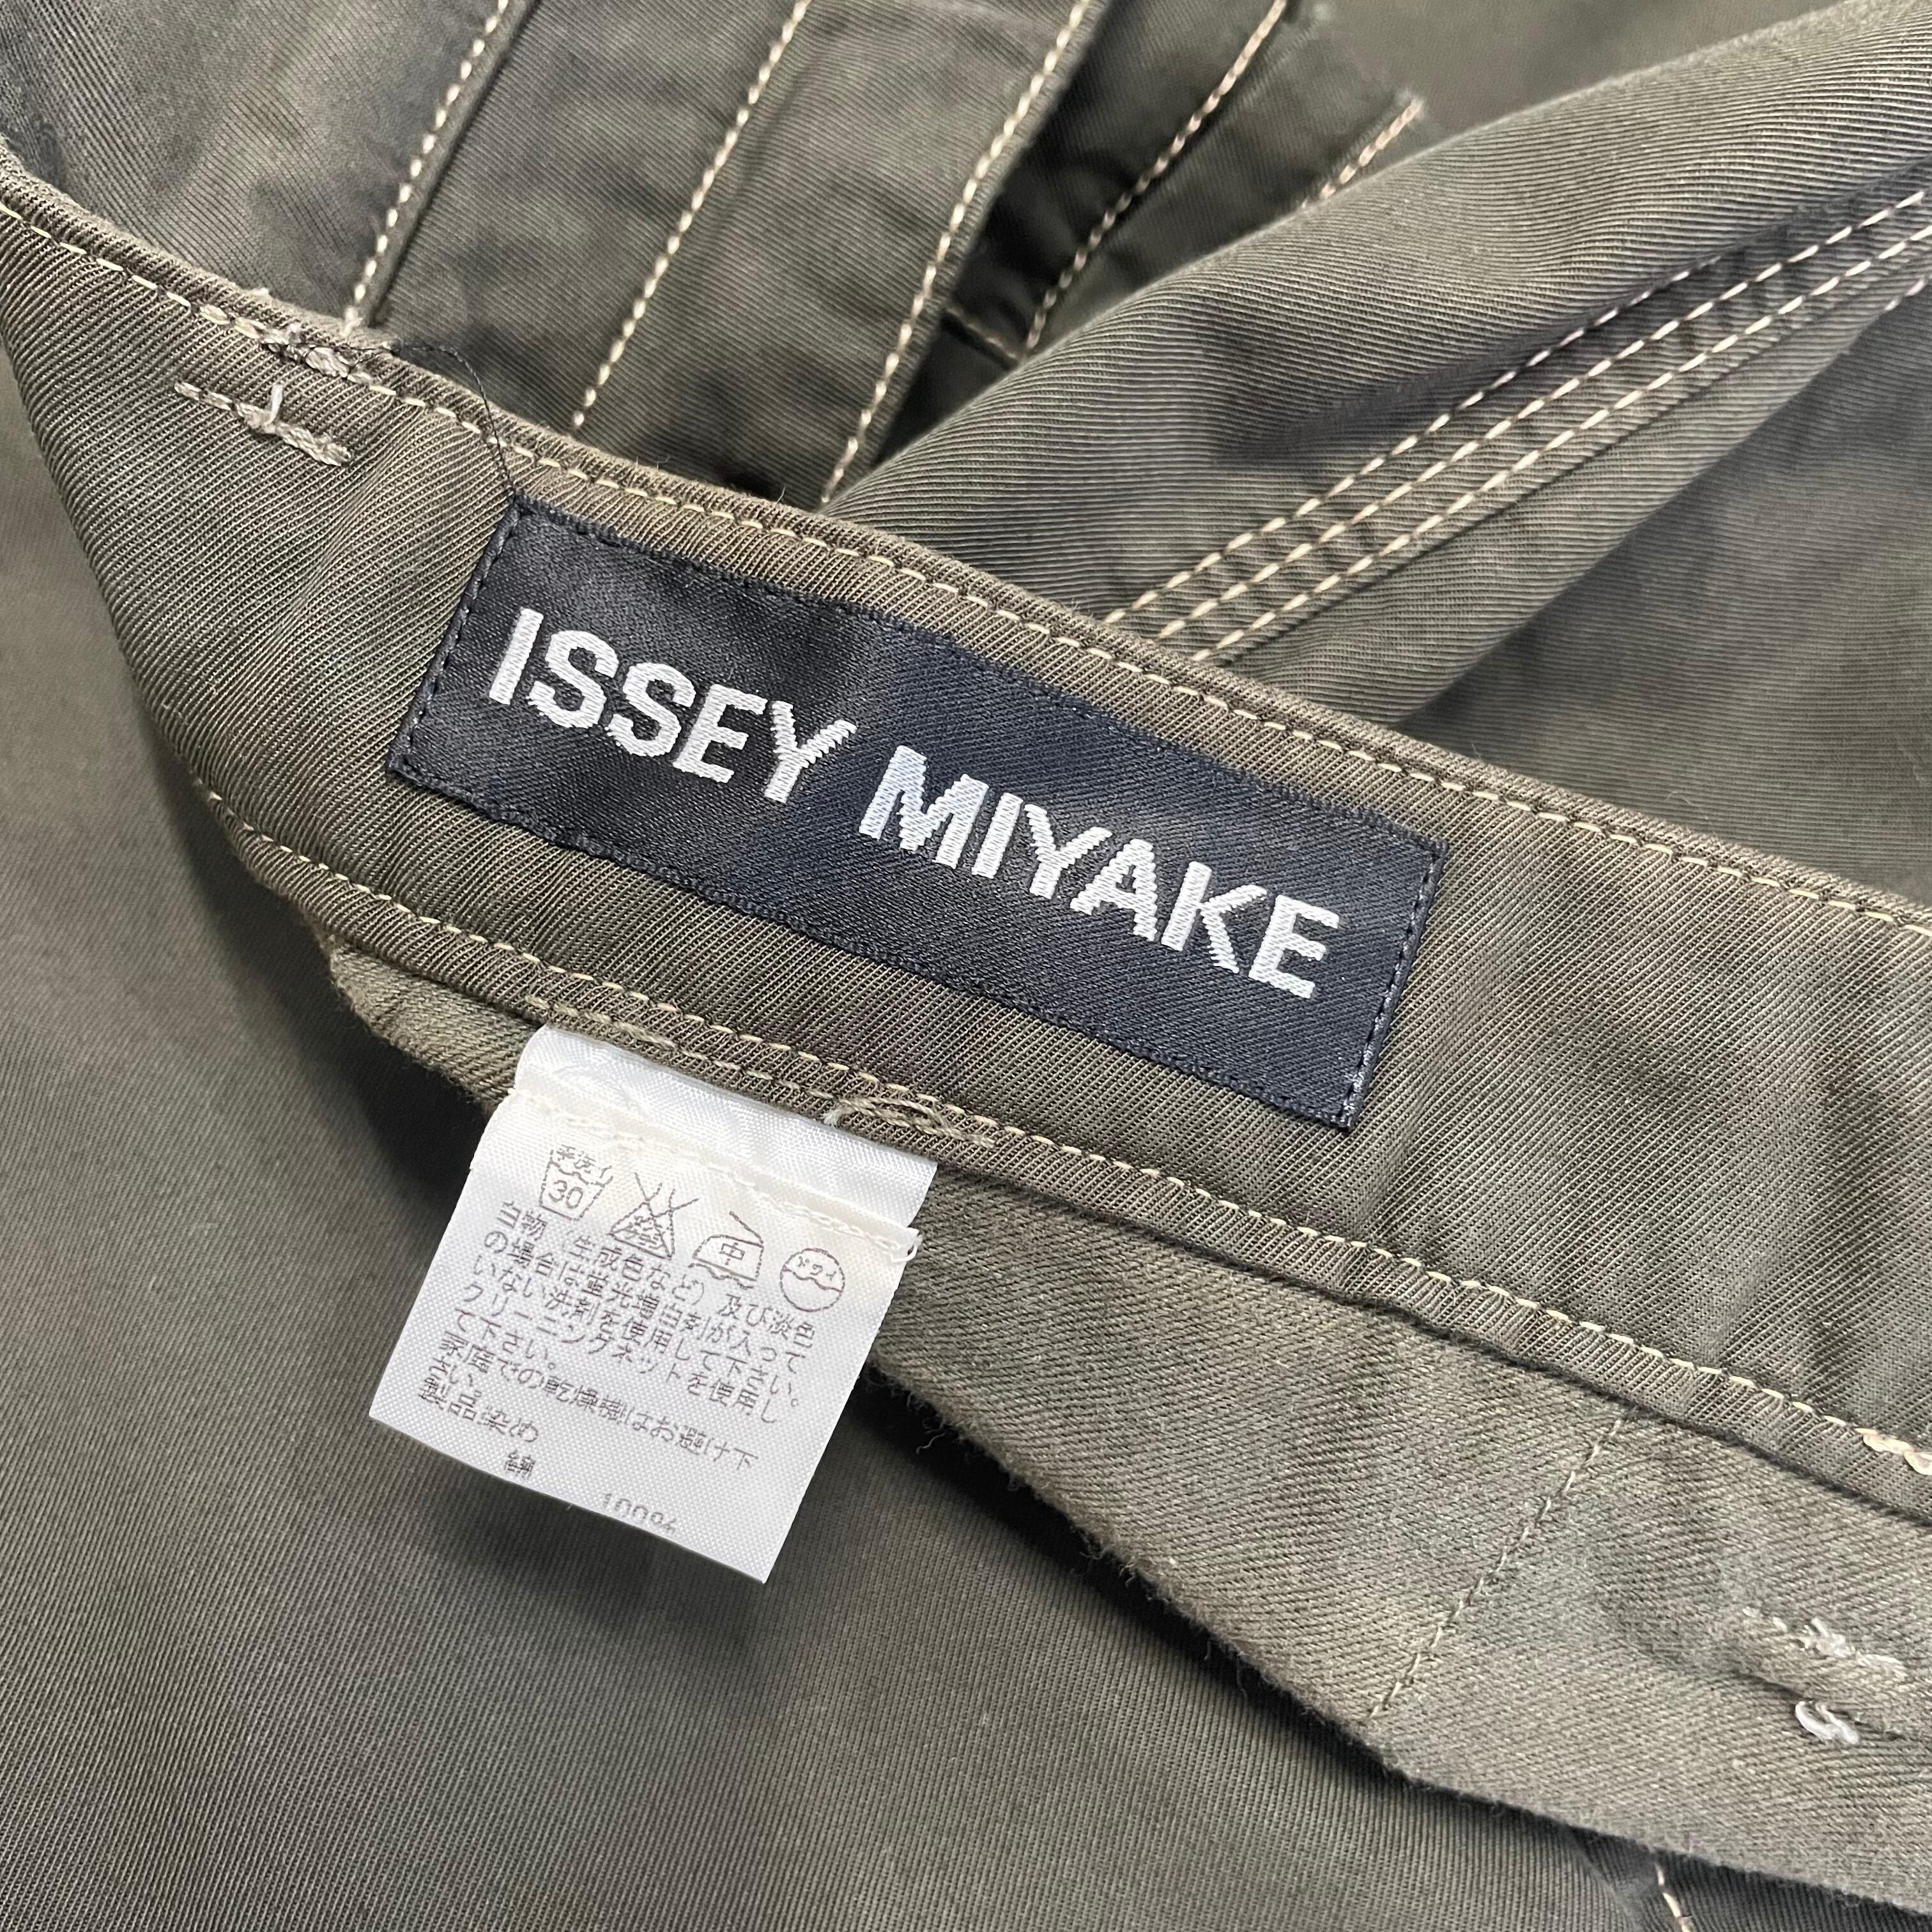 ISSEY MIYAKE
手洗イ
30
中
ドライ
白物（生成色など）及び淡色
の場合は蛍光増白剤が入って
いない洗剤を使用して下さい。
クリーニングネットを使用し
て下さい。
乳幌での乾燥はお避け下
さい。
製品染め
綿
100%